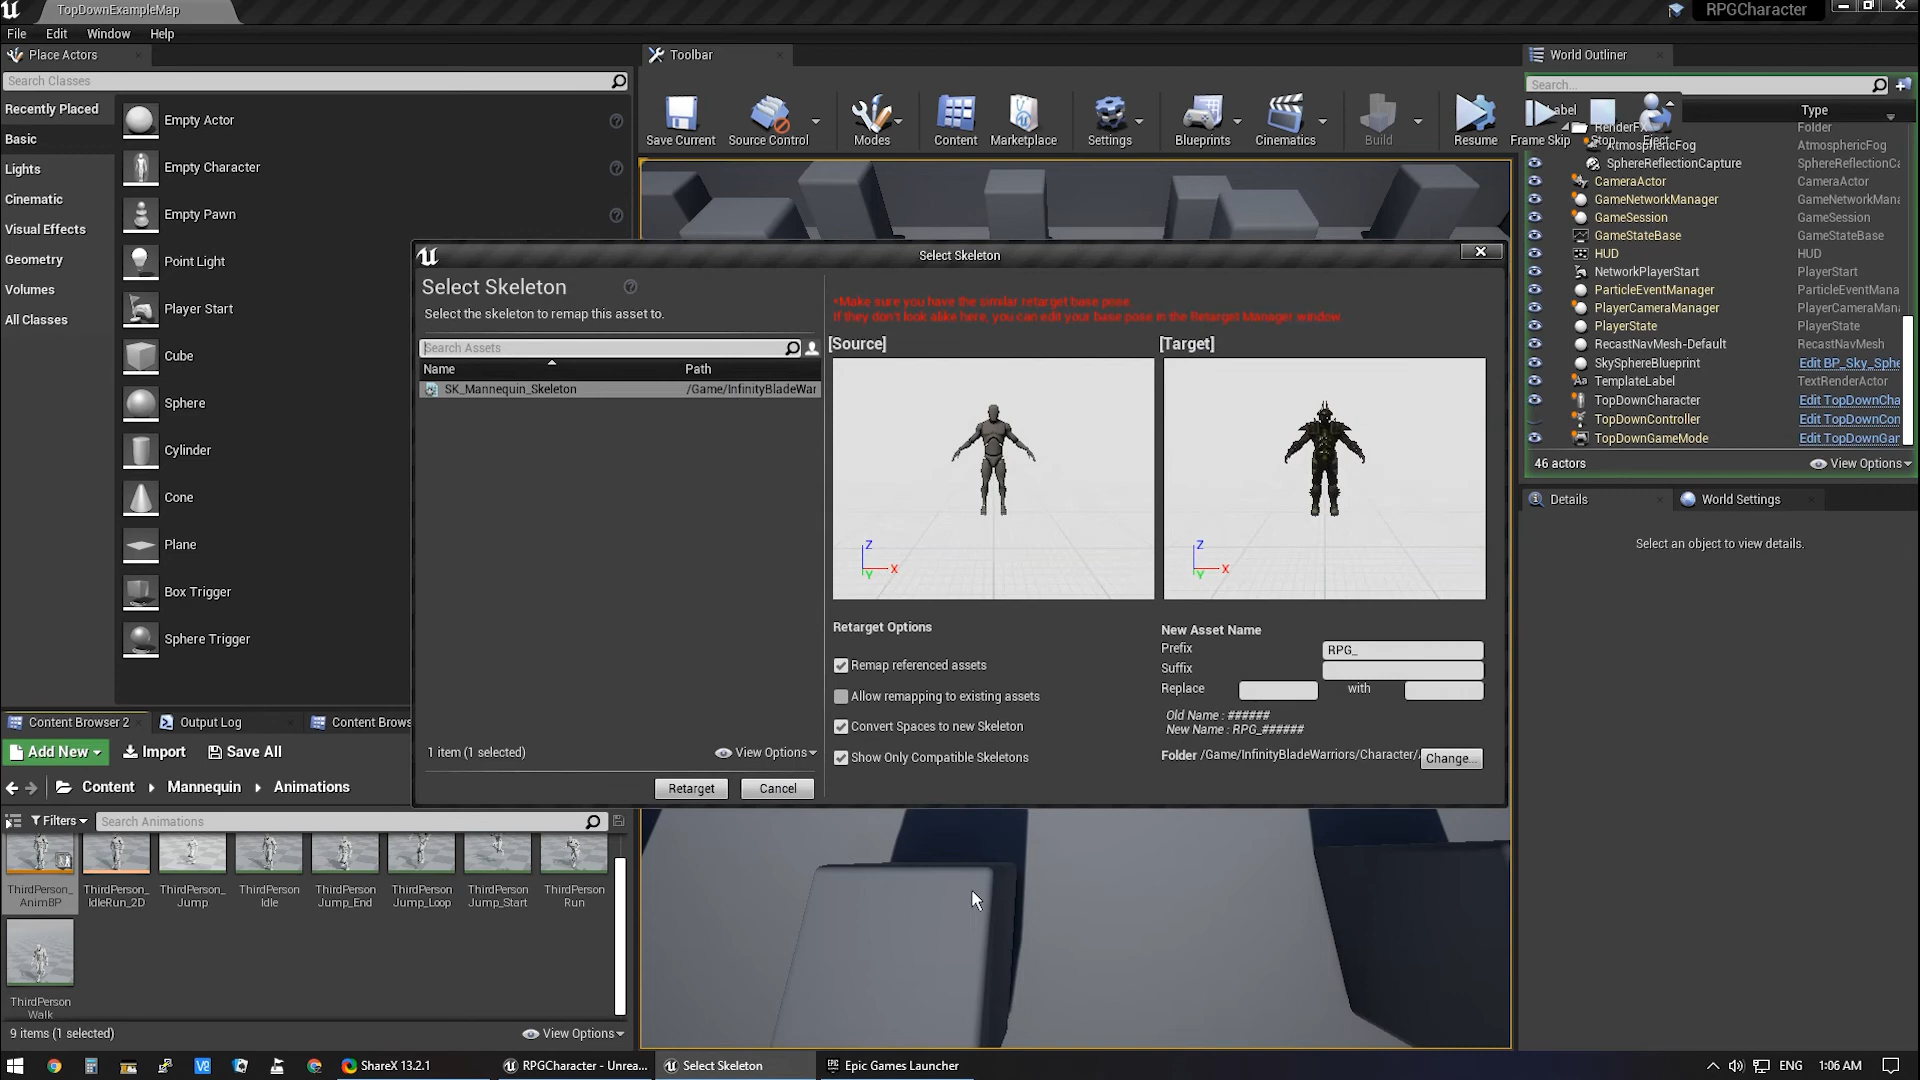 TopDownExampleMap
RPGCharacter
File Edit Window Help
Place Actors
Search Classes
Recently Placed
Basic
Lights
Cinematic
Visual Effects
Geometry
Volumes
All Classes
Empty Actor
Empty Character
Empty Pawn
Point Light
Player Start
Cube
Sphere
Cylinder
Cone
Plane
Box Trigger
Sphere Trigger
Toolbar
Save Current Source Control Modes Content Marketplace Settings Blueprints Cinematics Build Resume Frame Skip Stop Eject
World Outliner
Search...
Label Type
RenderFX Folder
AtmosphericFog AtmosphericFog
SphereReflectionCapture SphereReflectionCa
CameraActor CameraActor
GameNetworkManager GameNetworkMana
GameSession GameSession
GameStateBase GameStateBase
HUD HUD
NetworkPlayerStart PlayerStart
ParticleEventManager ParticleEventMana
PlayerCameraManager PlayerCameraMan
PlayerState PlayerState
RecastNavMesh-Default RecastNavMesh
SkySphereBlueprint Edit BP_Sky_Sphe
TemplateLabel TextRenderActor
TopDownCharacter Edit TopDownCha
TopDownController Edit TopDownCon
TopDownGameMode Edit TopDownGar
46 actors View Options
Details World Settings
Select an object to view details.
Select Skeleton
Select Skeleton
Select the skeleton to remap this asset to.
Search Assets
Name Path
SK_Mannequin_Skeleton /Game/InfinityBladeWar
1 item (1 selected) View Options
Retarget Cancel
*Make sure you have the similar retarget base pose.
If they don't look alike here, you can edit your base pose in the Retarget Manager window.
[Source] [Target]
Z
X
Y
Z
X
Y
Retarget Options
Remap referenced assets
Allow remapping to existing assets
Convert Spaces to new Skeleton
Show Only Compatible Skeletons
New Asset Name
Prefix RPG_
Suffix
Replace with
Old Name : ######
New Name : RPG_######
Folder /Game/InfinityBladeWarriors/Character/ Change...
Content Browser 2 Output Log Content Brows
Add New Import Save All
Content Mannequin Animations
Filters Search Animations
ThirdPerson_
AnimBP
ThirdPerson_
IdleRun_2D
ThirdPerson_
Jump
ThirdPerson
Idle
ThirdPerson
Jump_End
ThirdPerson
Jump_Loop
ThirdPerson
Jump_Start
ThirdPerson
Run
ThirdPerson
Walk
9 items (1 selected) View Options
ShareX 13.2.1 RPGCharacter - Unrea... Select Skeleton Epic Games Launcher ENG 1:06 AM